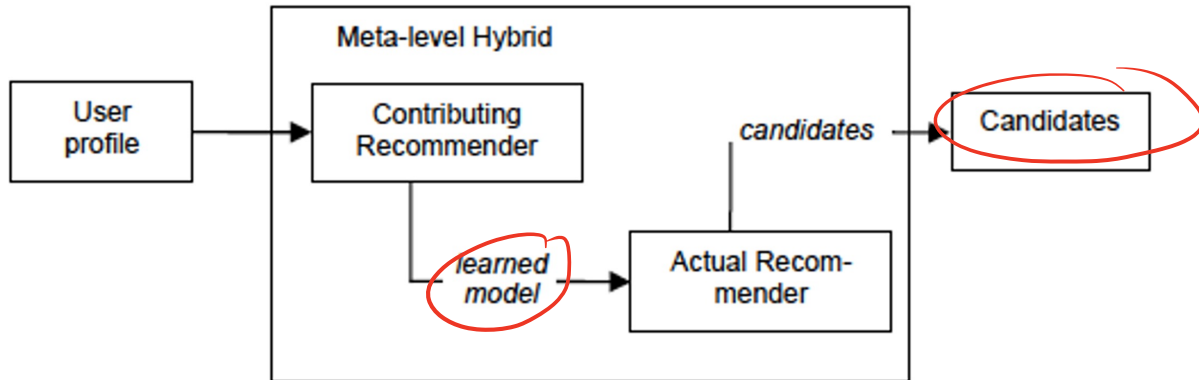 Meta-level Hybrid
User
profile
Contributing
Recommender
candidates
Candidates
learned
model
Actual Recom-
mender